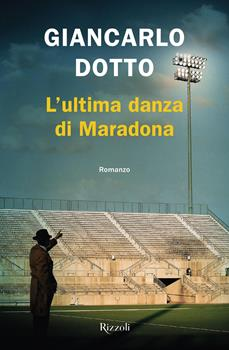 GIANCARLO
DOTTO
L'ultima danza
di Maradona
Romanzo
Rizzoli